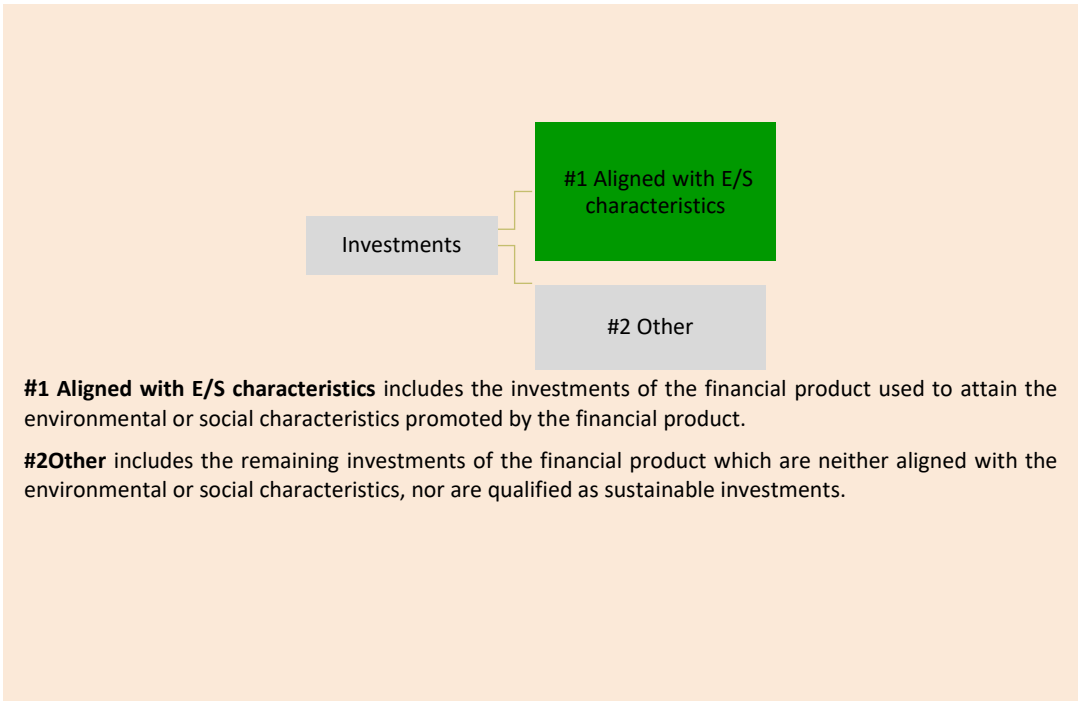 #1 Aligned with E/S
characteristics
Investments
#2 Other
#1 Aligned with E/S characteristics includes the investments of the financial product used to attain the
environmental or social characteristics promoted by the financial product.
#2Other includes the remaining investments of the financial product which are neither aligned with the
environmental or social characteristics, nor are qualified as sustainable investments.